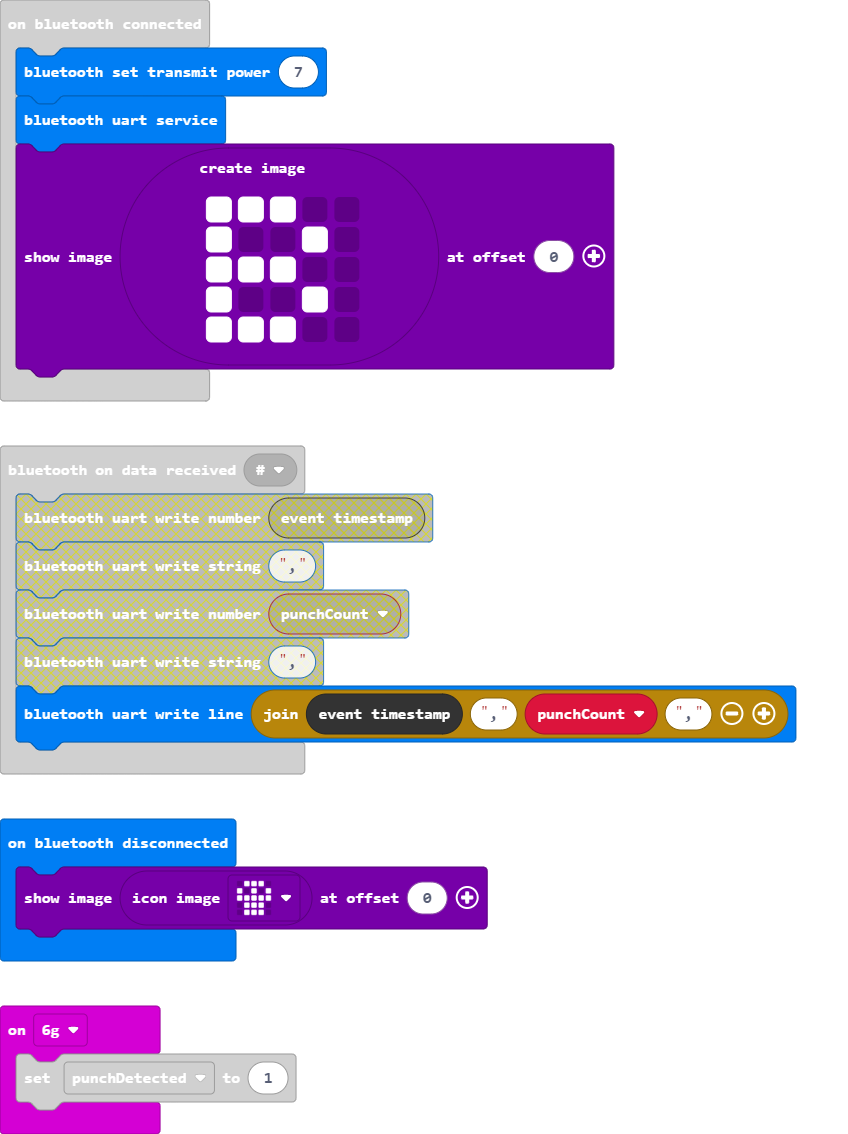 on bluetooth connected
bluetooth set transmit power 7
bluetooth uart service
create image
show image at offset 0
bluetooth on data received #
bluetooth uart write number event timestamp
bluetooth uart write string ","
bluetooth uart write number punchCount
bluetooth uart write string ","
bluetooth uart write line join event timestamp "," punchCount ","
on bluetooth disconnected
show image icon image at offset 0
on 6g
set punchDetected to 1